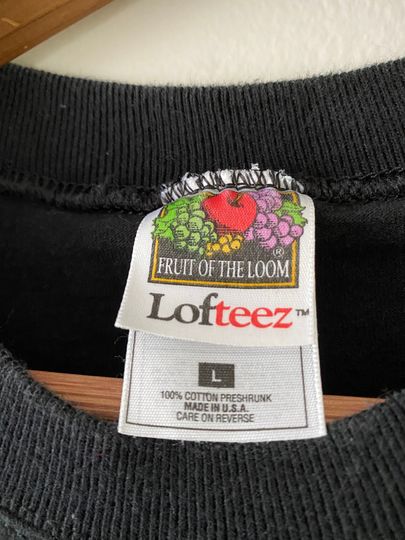 FRUIT OF THE LOOM®
Lofteez™
L
100% COTTON PRESHRUNK
MADE IN U.S.A.
CARE ON REVERSE